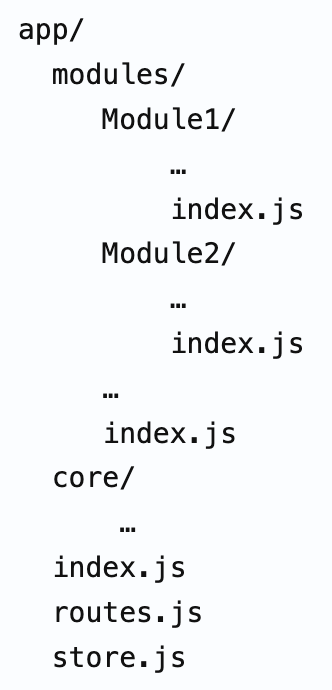 app/
modules/
Module1/
…
index.js
Module2/
…
index.js
…
index.js
core/
…
index.js
routes.js
store.js